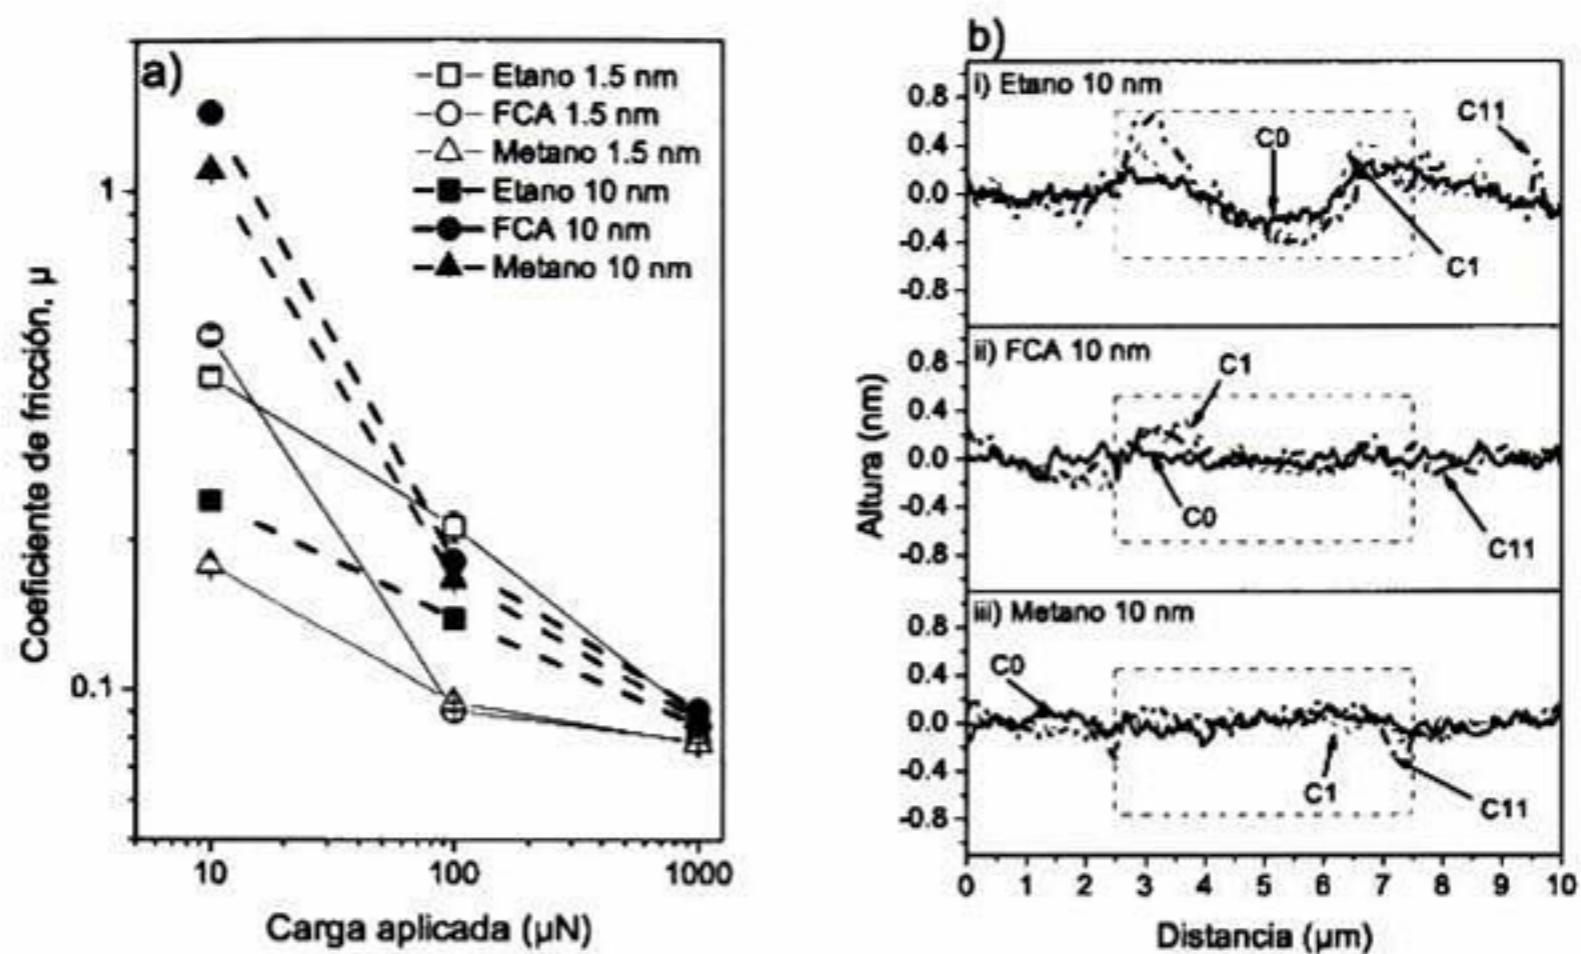 a)
Etano 1.5 nm
FCA 1.5 nm
Metano 1.5 nm
Etano 10 nm
FCA 10 nm
Metano 10 nm
1
0.1
Coeficiente de fricción, µ
10 100 1000
Carga aplicada (µN)
b)
i) Etano 10 nm
0.8
0.4
0.0
-0.4
-0.8
C0
C11
C1
ii) FCA 10 nm
0.8
0.4
0.0
-0.4
-0.8
C1
C0
C11
Altura (nm)
iii) Metano 10 nm
0.8
0.4
0.0
-0.4
-0.8
C0
C1
C11
0 1 2 3 4 5 6 7 8 9 10
Distancia (µm)